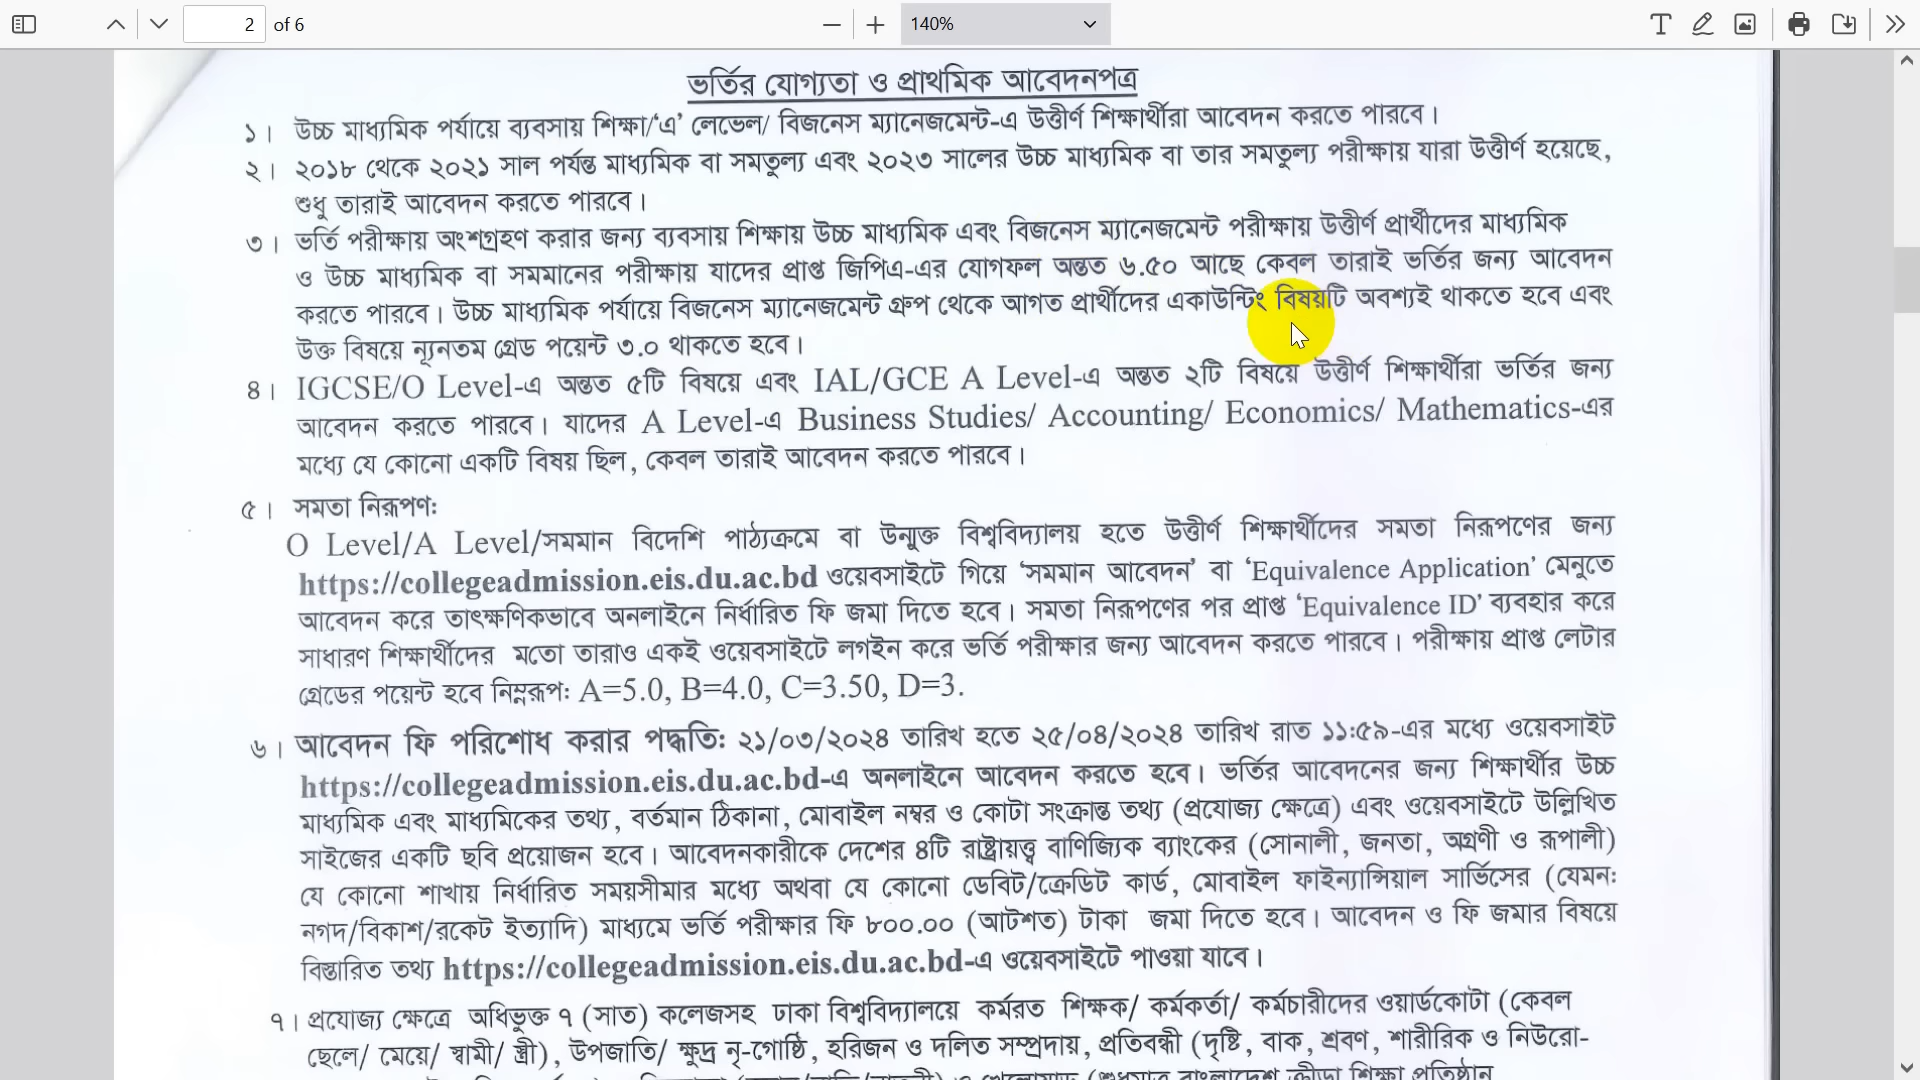 2 of 6 140%
ভর্তির যোগ্যতা ও প্রাথমিক আবেদনপত্র
১। উচ্চ মাধ্যমিক পর্যায়ে ব্যবসায় শিক্ষা/‘এ’ লেভেল/ বিজনেস ম্যানেজমেন্ট-এ উত্তীর্ণ শিক্ষার্থীরা আবেদন করতে পারবে।
২। ২০১৮ থেকে ২০২১ সাল পর্যন্ত মাধ্যমিক বা সমতুল্য এবং ২০২৩ সালের উচ্চ মাধ্যমিক বা তার সমতুল্য পরীক্ষায় যারা উত্তীর্ণ হয়েছে,
শুধু তারাই আবেদন করতে পারবে।
৩। ভর্তি পরীক্ষায় অংশগ্রহণ করার জন্য ব্যবসায় শিক্ষায় উচ্চ মাধ্যমিক এবং বিজনেস ম্যানেজমেন্ট পরীক্ষায় উত্তীর্ণ প্রার্থীদের মাধ্যমিক
ও উচ্চ মাধ্যমিক বা সমমানের পরীক্ষায় যাদের প্রাপ্ত জিপিএ-এর যোগফল অন্তত ৬.৫০ আছে কেবল তারাই ভর্তির জন্য আবেদন
করতে পারবে। উচ্চ মাধ্যমিক পর্যায়ে বিজনেস ম্যানেজমেন্ট গ্রুপ থেকে আগত প্রার্থীদের একাউন্টিং বিষয়টি অবশ্যই থাকতে হবে এবং
উক্ত বিষয়ে ন্যূনতম গ্রেড পয়েন্ট ৩.০ থাকতে হবে।
৪। IGCSE/O Level-এ অন্তত ৫টি বিষয়ে এবং IAL/GCE A Level-এ অন্তত ২টি বিষয়ে উত্তীর্ণ শিক্ষার্থীরা ভর্তির জন্য
আবেদন করতে পারবে। যাদের A Level-এ Business Studies/ Accounting/ Economics/ Mathematics-এর
মধ্যে যে কোনো একটি বিষয় ছিল, কেবল তারাই আবেদন করতে পারবে।
৫। সমতা নিরূপণঃ
O Level/A Level/সমমান বিদেশি পাঠ্যক্রমে বা উন্মুক্ত বিশ্ববিদ্যালয় হতে উত্তীর্ণ শিক্ষার্থীদের সমতা নিরূপণের জন্য
https://collegeadmission.eis.du.ac.bd ওয়েবসাইটে গিয়ে ‘সমমান আবেদন’ বা ‘Equivalence Application’ মেনুতে
আবেদন করে তাৎক্ষণিকভাবে অনলাইনে নির্ধারিত ফি জমা দিতে হবে। সমতা নিরূপণের পর প্রাপ্ত ‘Equivalence ID’ ব্যবহার করে
সাধারণ শিক্ষার্থীদের মতো তারাও একই ওয়েবসাইটে লগইন করে ভর্তি পরীক্ষার জন্য আবেদন করতে পারবে। পরীক্ষায় প্রাপ্ত লেটার
গ্রেডের পয়েন্ট হবে নিম্নরূপঃ A=5.0, B=4.0, C=3.50, D=3.
৬। আবেদন ফি পরিশোধ করার পদ্ধতিঃ ২১/০৩/২০২৪ তারিখ হতে ২৫/০৪/২০২৪ তারিখ রাত ১১:৫৯-এর মধ্যে ওয়েবসাইট
https://collegeadmission.eis.du.ac.bd-এ অনলাইনে আবেদন করতে হবে। ভর্তির আবেদনের জন্য শিক্ষার্থীর উচ্চ
মাধ্যমিক এবং মাধ্যমিকের তথ্য, বর্তমান ঠিকানা, মোবাইল নম্বর ও কোটা সংক্রান্ত তথ্য (প্রযোজ্য ক্ষেত্রে) এবং ওয়েবসাইটে উল্লিখিত
সাইজের একটি ছবি প্রয়োজন হবে। আবেদনকারীকে দেশের ৪টি রাষ্ট্রায়ত্ত্ব বাণিজ্যিক ব্যাংকের (সোনালী, জনতা, অগ্রণী ও রূপালী)
যে কোনো শাখায় নির্ধারিত সময়সীমার মধ্যে অথবা যে কোনো ডেবিট/ক্রেডিট কার্ড, মোবাইল ফাইন্যান্সিয়াল সার্ভিসের (যেমনঃ
নগদ/বিকাশ/রকেট ইত্যাদি) মাধ্যমে ভর্তি পরীক্ষার ফি ৮০০.০০ (আটশত) টাকা জমা দিতে হবে। আবেদন ও ফি জমার বিষয়ে
বিস্তারিত তথ্য https://collegeadmission.eis.du.ac.bd-এ ওয়েবসাইটে পাওয়া যাবে।
৭। প্রযোজ্য ক্ষেত্রে অধিভুক্ত ৭ (সাত) কলেজসহ ঢাকা বিশ্ববিদ্যালয়ে কর্মরত শিক্ষক/ কর্মকর্তা/ কর্মচারীদের ওয়ার্ডকোটা (কেবল
ছেলে/ মেয়ে/ স্বামী/ স্ত্রী), উপজাতি/ ক্ষুদ্র নৃ-গোষ্ঠি, হরিজন ও দলিত সম্প্রদায়, প্রতিবন্ধী (দৃষ্টি, বাক, শ্রবণ, শারীরিক ও নিউরো-
ও খেলোয়াড় (শুধুমাত্র বাংলাদেশ ক্রীড়া শিক্ষা প্রতিষ্ঠান